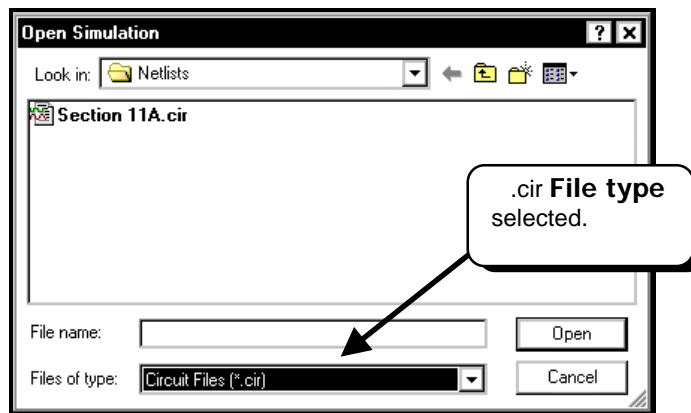 Open Simulation
Look in: Netlists
Section 11A.cir
.cir File type
selected.
File name:
Open
Files of type: Circuit Files (*.cir)
Cancel